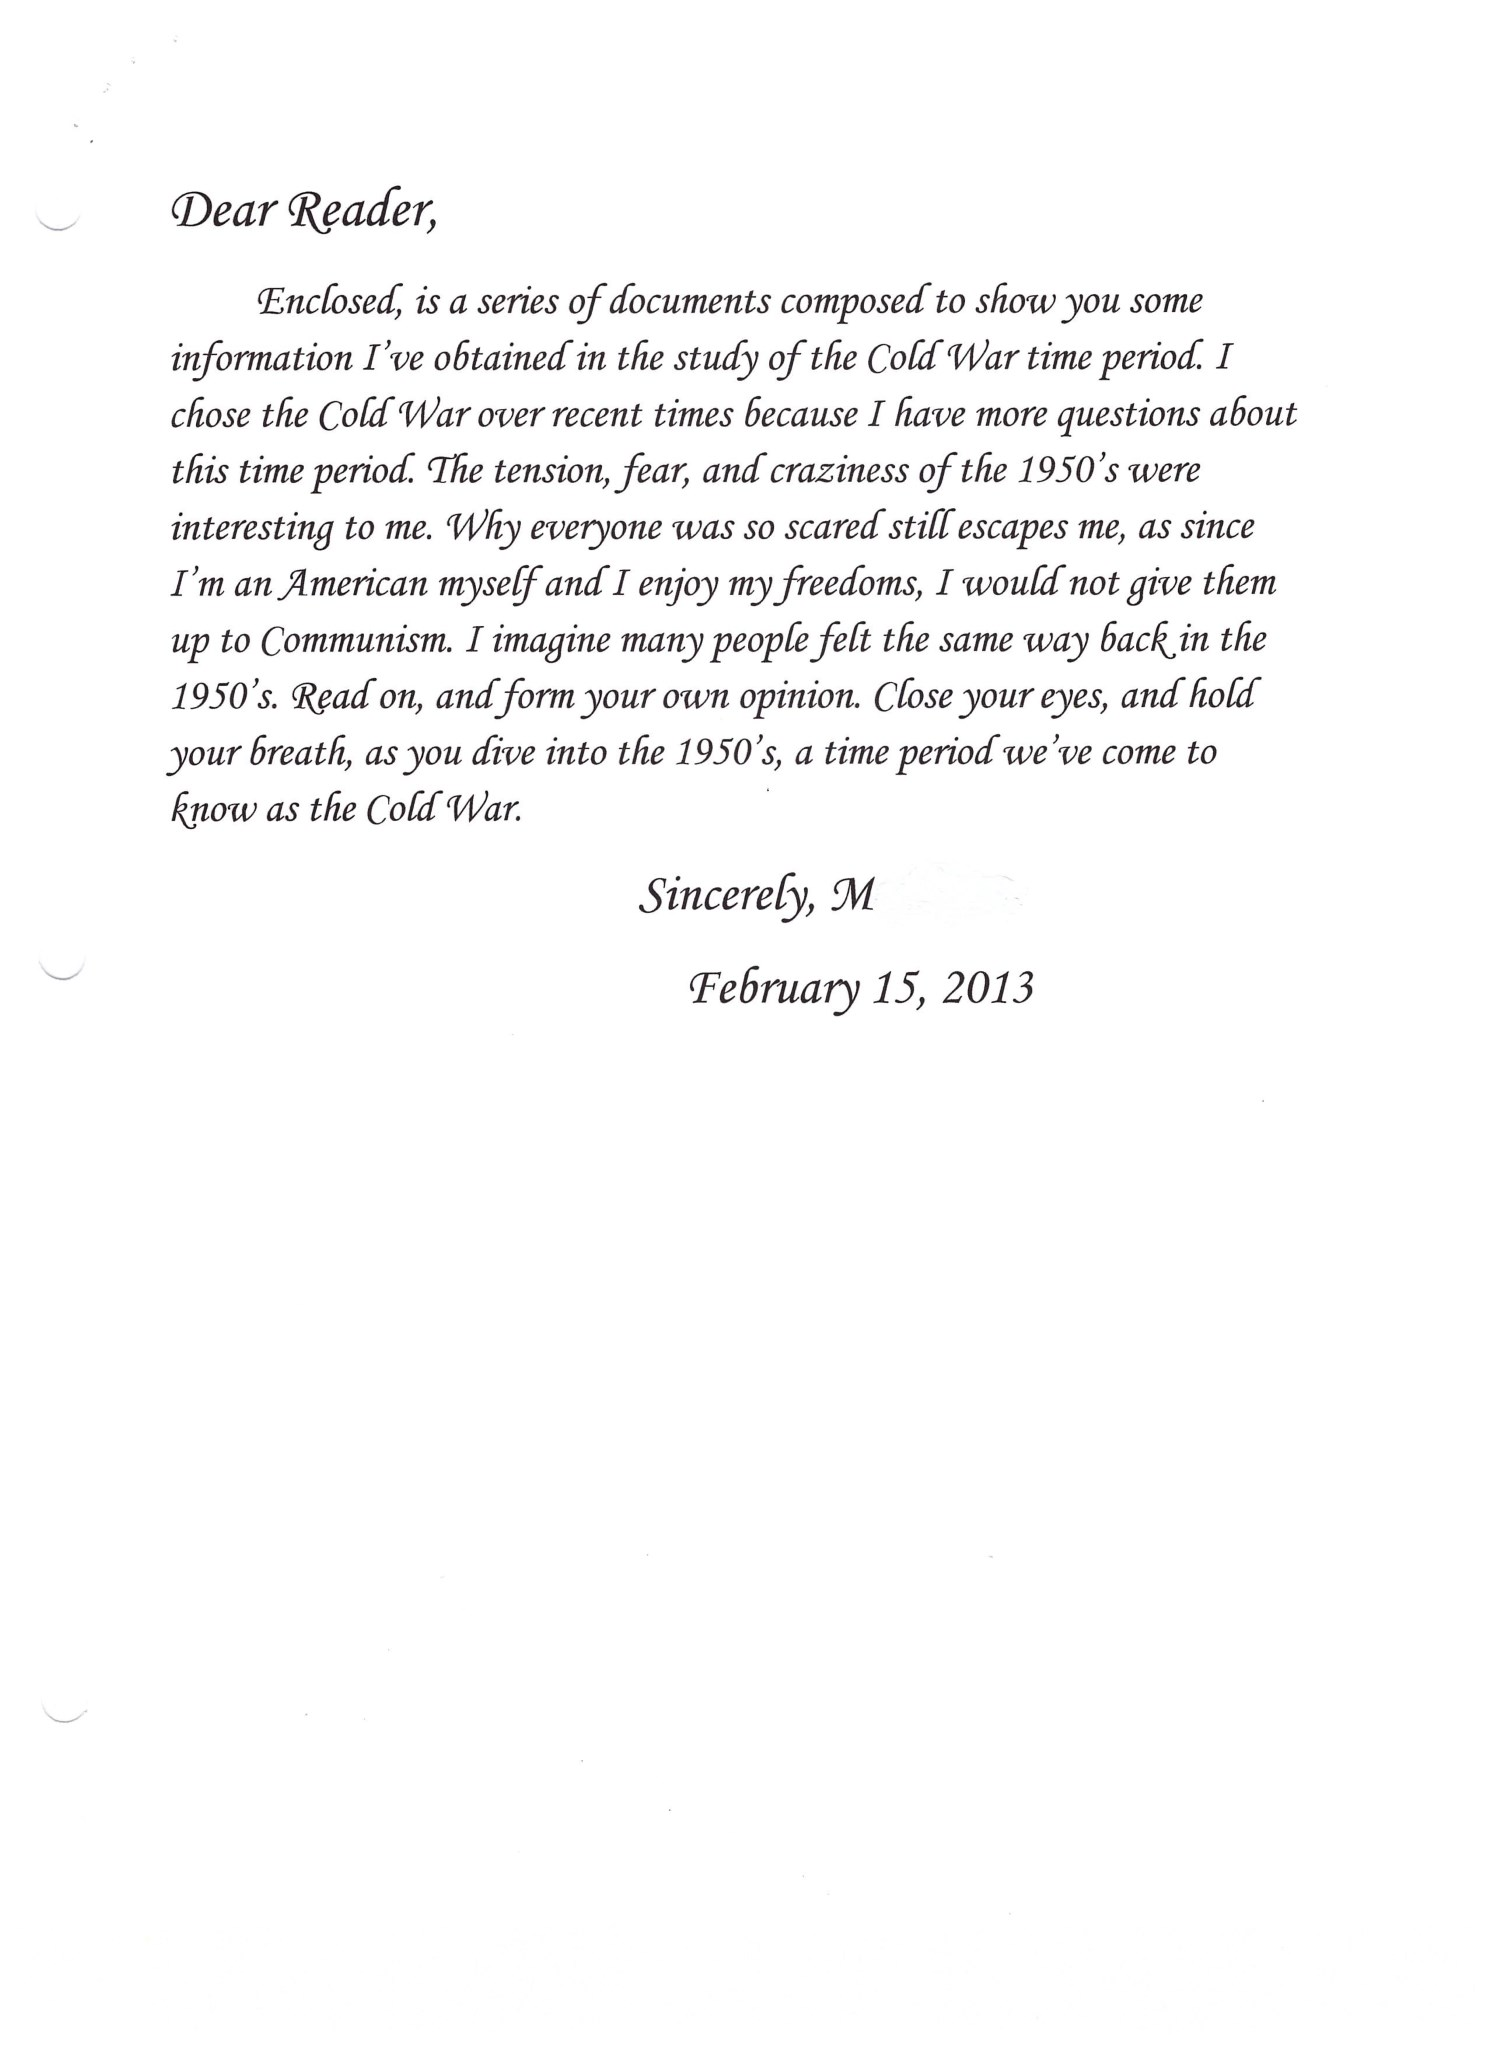 Dear Reader,
Enclosed, is a series of documents composed to show you some
information I've obtained in the study of the Cold War time period. I
chose the Cold War over recent times because I have more questions about
this time period. The tension, fear, and craziness of the 1950's were
interesting to me. Why everyone was so scared still escapes me, as since
I'm an American myself and I enjoy my freedoms, I would not give them
up to Communism. I imagine many people felt the same way back in the
1950's. Read on, and form your own opinion. Close your eyes, and hold
your breath, as you dive into the 1950's, a time period we've come to
know as the Cold War.
Sincerely, M
February 15, 2013